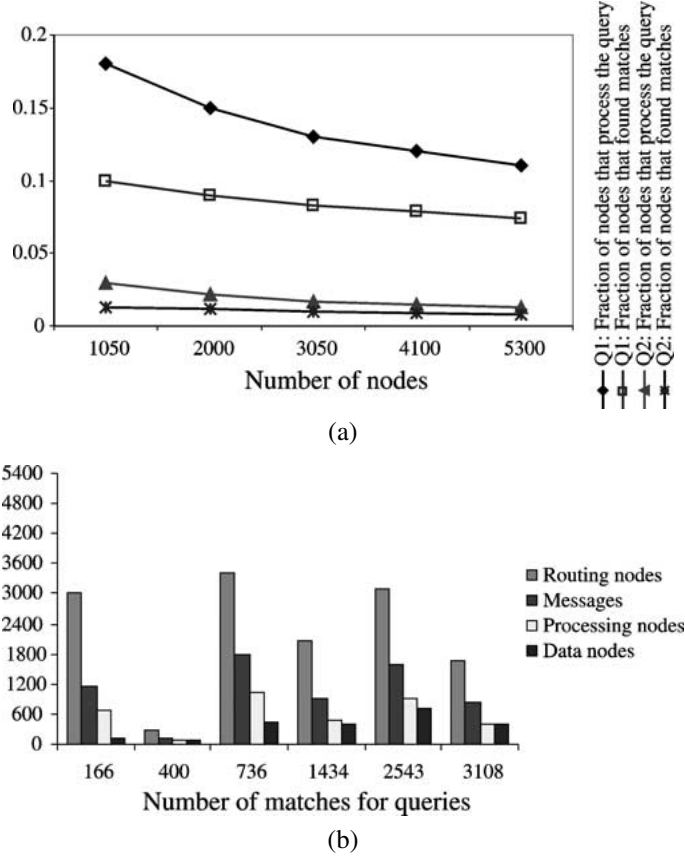 0.2
0.15
0.1
0.05
0
1050 2000 3050 4100 5300
Number of nodes
Q1: Fraction of nodes that process the query
Q1: Fraction of nodes that found matches
Q2: Fraction of nodes that process the query
Q2: Fraction of nodes that found matches
(a)
5400
4800
4200
3600
3000
2400
1800
1200
600
0
166 400 736 1434 2543 3108
Number of matches for queries
Routing nodes
Messages
Processing nodes
Data nodes
(b)